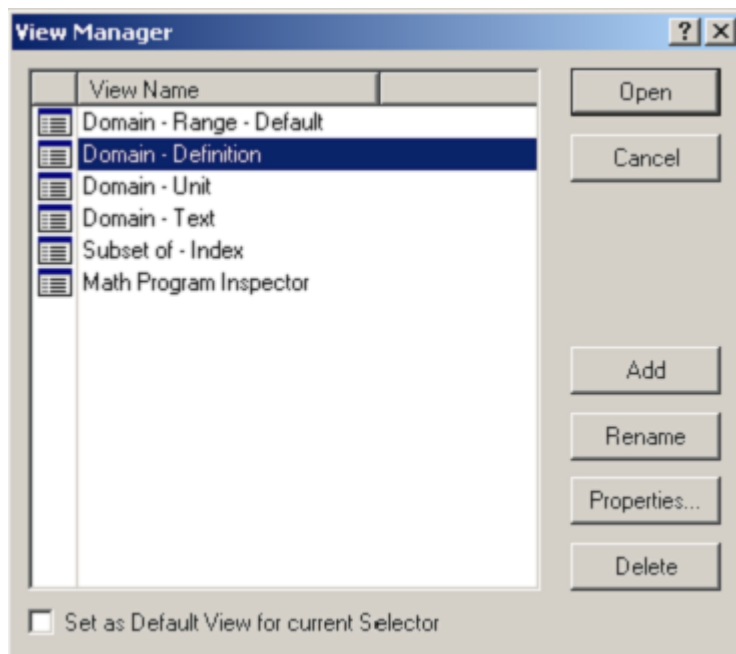 View Manager
View Name
Domain - Range - Default
Domain - Definition
Domain - Unit
Domain - Text
Subset of - Index
Math Program Inspector
Open
Cancel
Add
Rename
Properties...
Delete
Set as Default View for current Selector